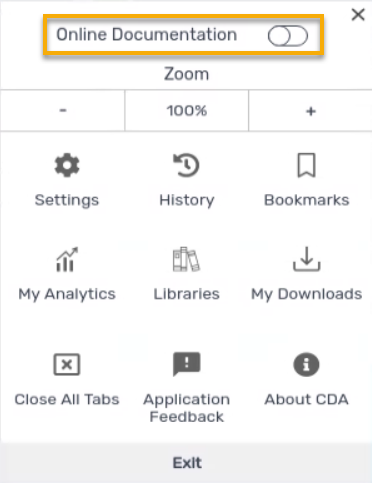 Online Documentation
Zoom
- 100% +
Settings History Bookmarks
My Analytics Libraries My Downloads
Close All Tabs Application Feedback About CDA
Exit